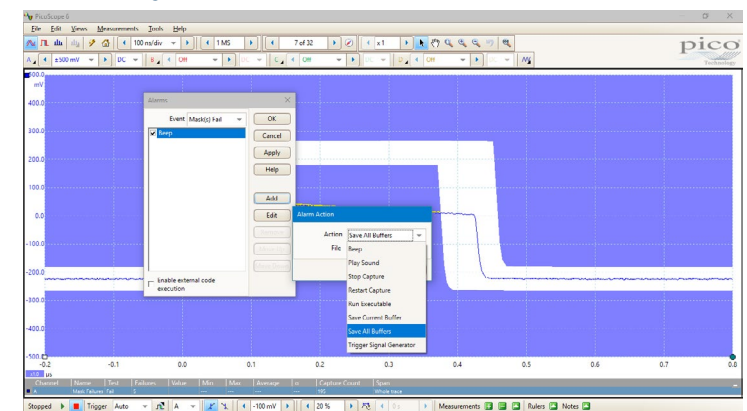 PicoScope 6
File Edit Views Measurements Tools Help
100 ns/div 1 MS 7 of 32 x1
pico
Technology
A ±500 mV DC B Off DC C Off DC D Off DC
500.0
mV
400.0
300.0
200.0
100.0
0.0
-100.0
-200.0
-300.0
-400.0
-500.0
Alarms
Event Mask(s) Fail
Beep
OK
Cancel
Apply
Help
Add
Edit
Enable external code
execution
Alarm Action
Action Save All Buffers
File
Beep
Play Sound
Stop Capture
Restart Capture
Run Executable
Save Current Buffer
Save All Buffers
Trigger Signal Generator
-0.2 -0.1 0.0 0.1 0.2 0.3 0.4 0.5 0.6 0.7 0.8
x1.0 µs
Channel Name Test Failures Value Min Max Average σ Capture Count Span
A Mask Failures Fail Whole trace
Stopped Trigger Auto A -100 mV 20 % Measurements Rulers Notes